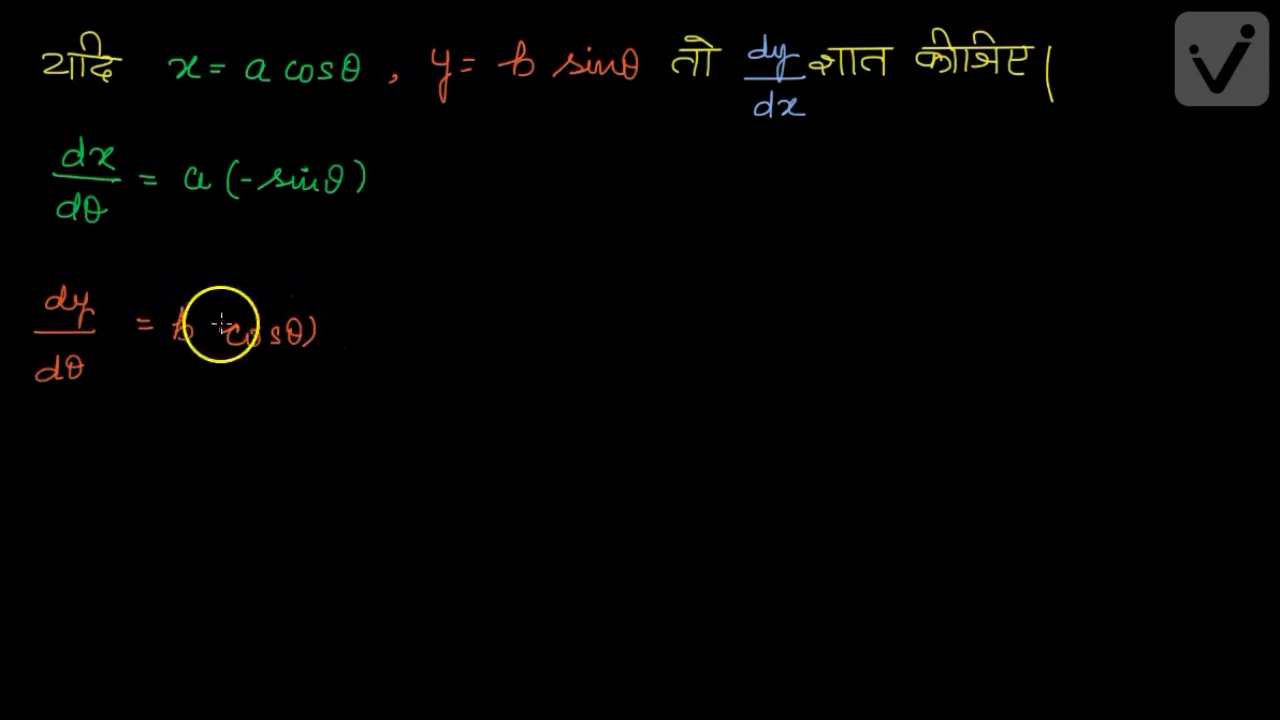 यदि x = a cosθ , y = b sinθ तो dy/dx ज्ञात कीजिए|
dx/dθ = a (- sinθ)
dy/dθ = b cosθ)